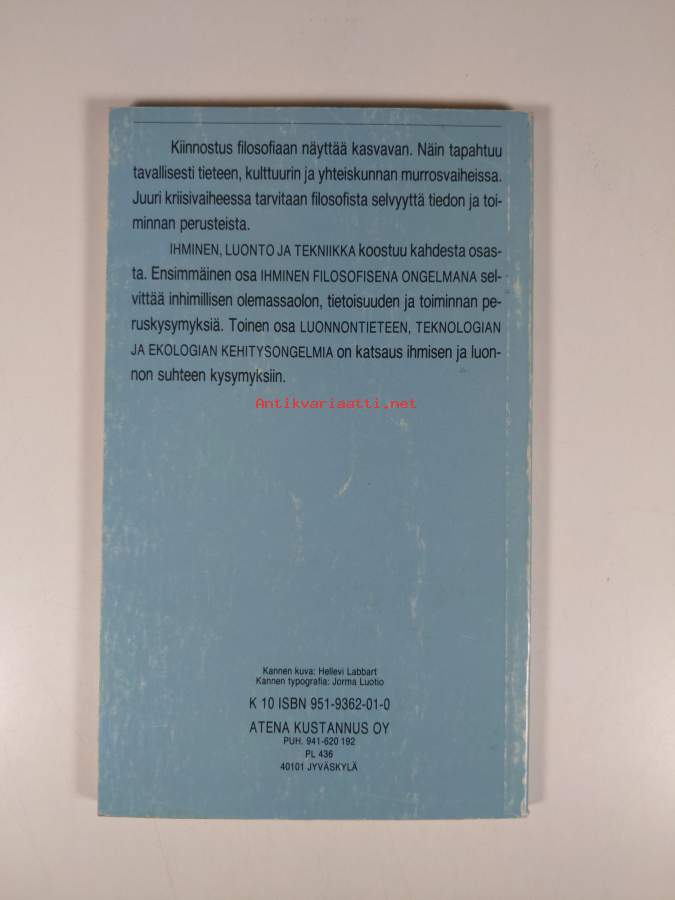 Kiinnostus filosofiaan näyttää kasvavan. Näin tapahtuu
tavallisesti tieteen, kulttuurin ja yhteiskunnan murrosvaiheissa.
Juuri kriisivaiheessa tarvitaan filosofista selvyyttä tiedon ja toi-
minnan perusteista.
IHMINEN, LUONTO JA TEKNIIKKA koostuu kahdesta osas-
ta. Ensimmäinen osa IHMINEN FILOSOFISENA ONGELMANA sel-
vittää inhimillisen olemassaolon, tietoisuuden ja toiminnan pe-
ruskysymyksiä. Toinen osa LUONNONTIETEEN, TEKNOLOGIAN
JA EKOLOGIAN KEHITYSONGELMIA on katsaus ihmisen ja luon-
non suhteen kysymyksiin.
Antikvariaatti.net
Kannen kuva: Hellevi Labbart
Kannen typografia: Jorma Luotio
K 10 ISBN 951-9362-01-0
ATENA KUSTANNUS OY
PUH. 941-620 192
PL 436
40101 JYVÄSKYLÄ